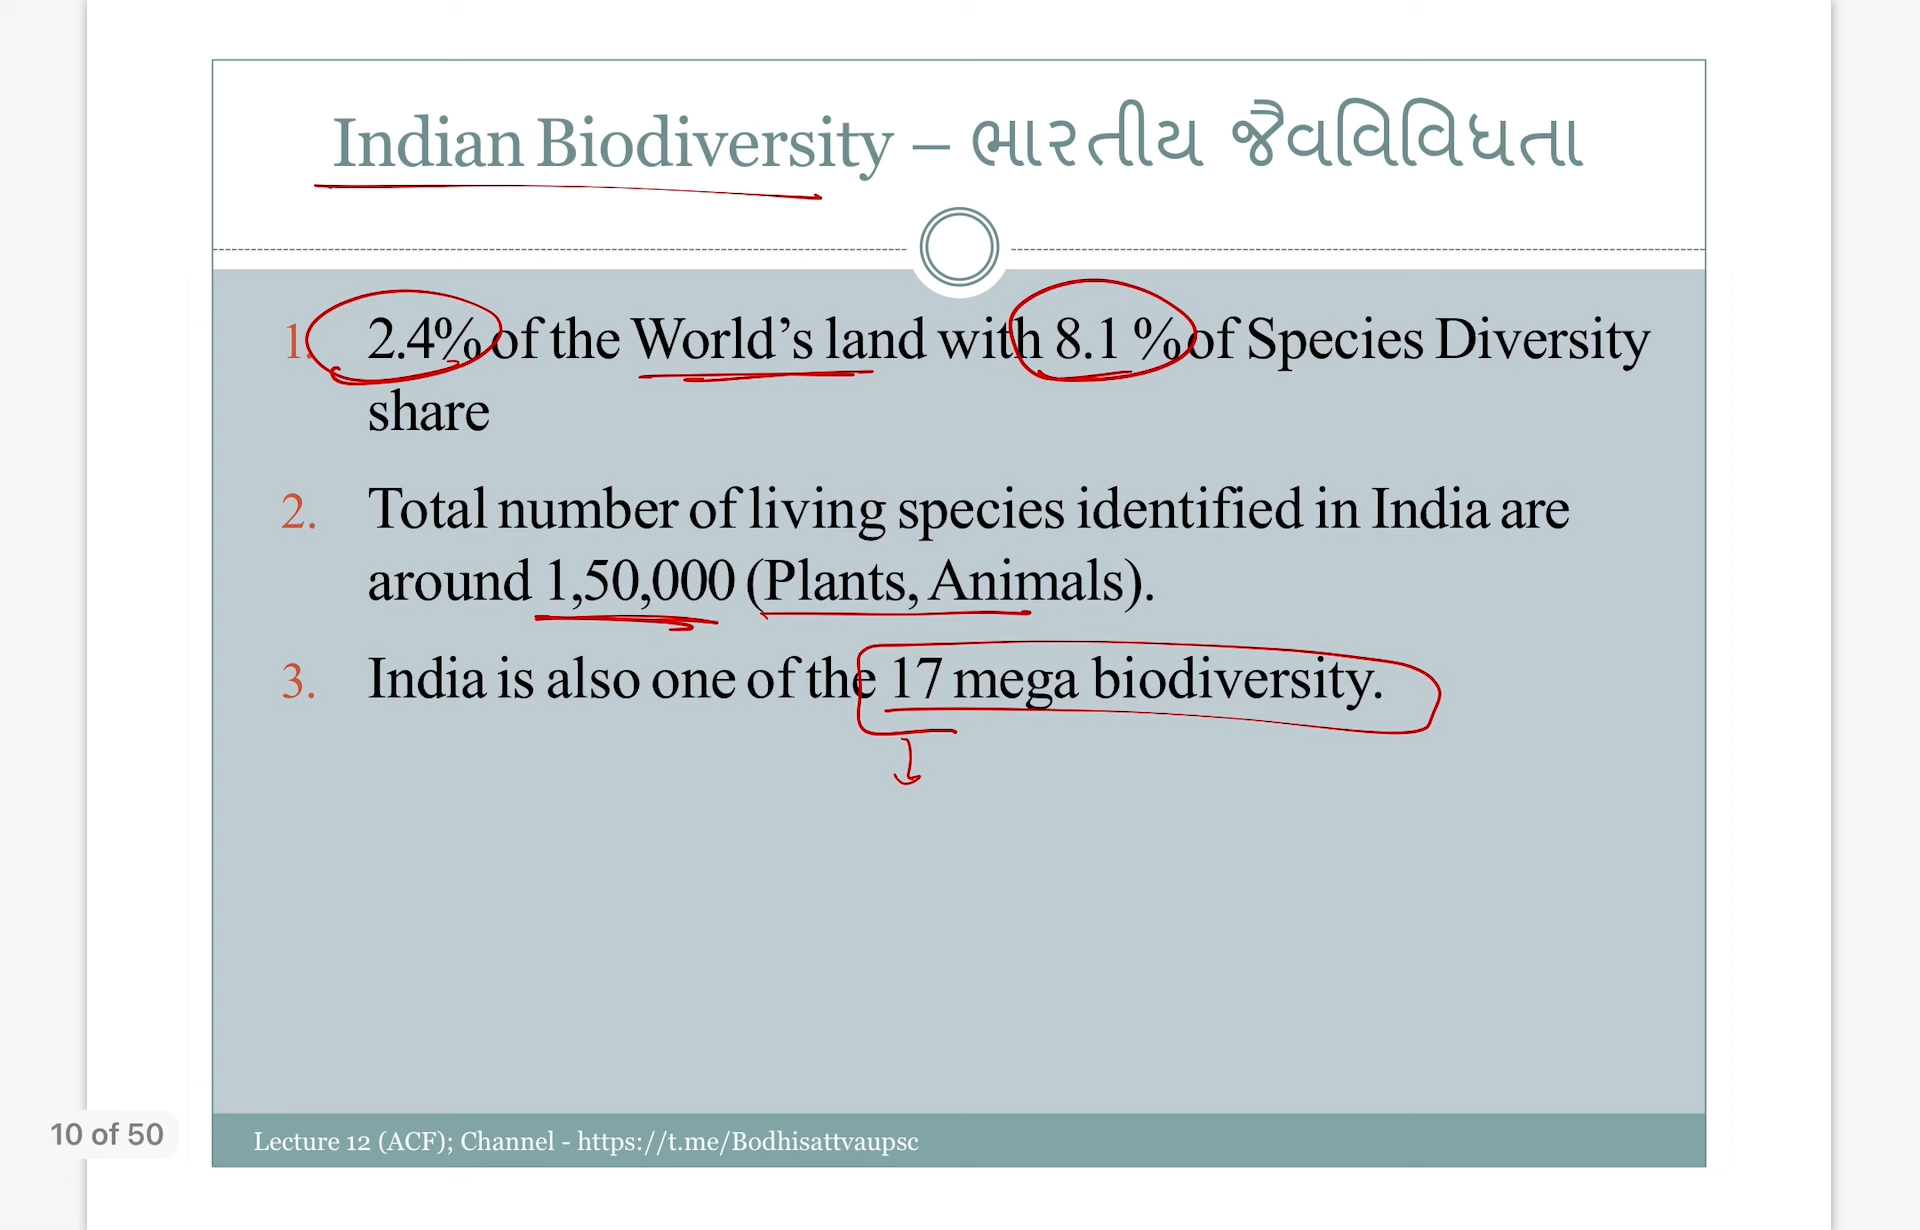 Indian Biodiversity – ભારતીય જૈવવિવિધતા
1. 2.4% of the World's land with 8.1 % of Species Diversity
share
2. Total number of living species identified in India are
around 1,50,000 (Plants, Animals).
3. India is also one of the 17 mega biodiversity.
10 of 50
Lecture 12 (ACF); Channel - https://t.me/Bodhisattvaupsc